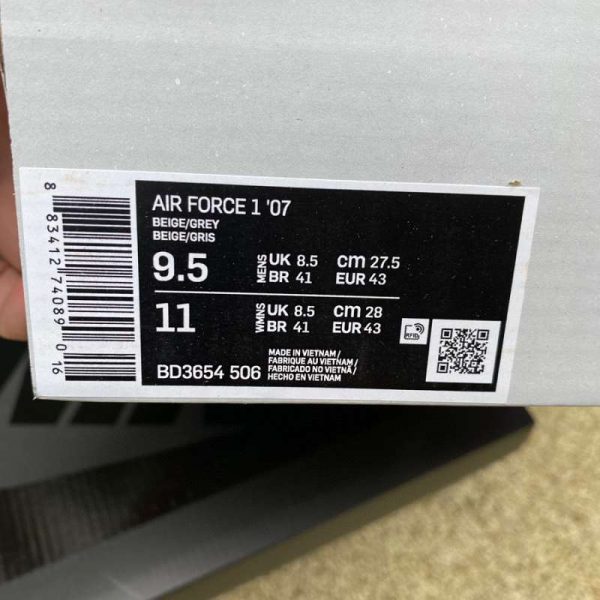 AIR FORCE 1 '07
BEIGE/GREY
BEIGE/GRIS
9.5 MENS UK 8.5 cm 27.5
BR 41 EUR 43
11 WMNS UK 8.5 cm 28
BR 41 EUR 43
RFID
MADE IN VIETNAM /
FABRIQUE AU VIETNAM/
FABRICADO NO VIETNÃ /
HECHO EN VIETNAM
BD3654 506
8 83412 74089 0 16